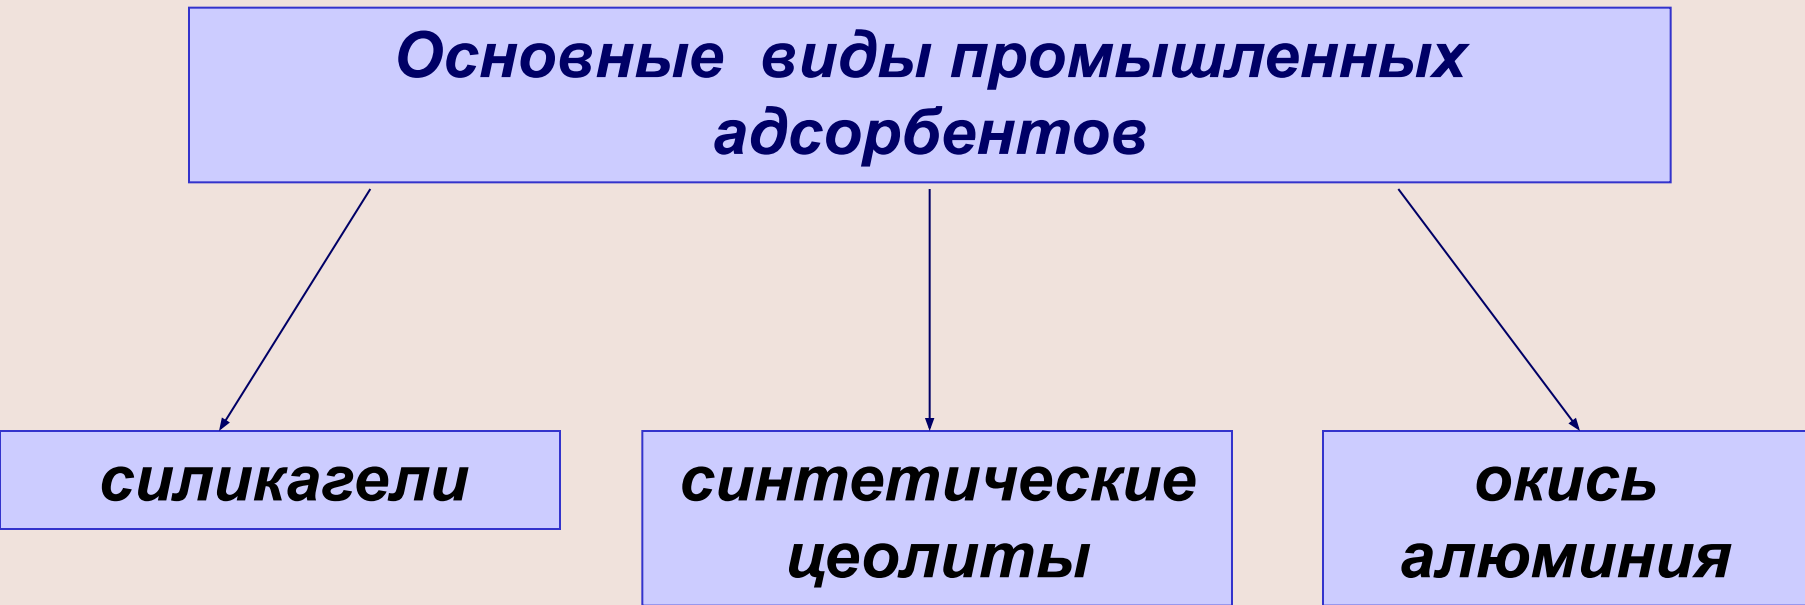 Основные виды промышленных
адсорбентов
силикагели
синтетические
цеолиты
окись
алюминия